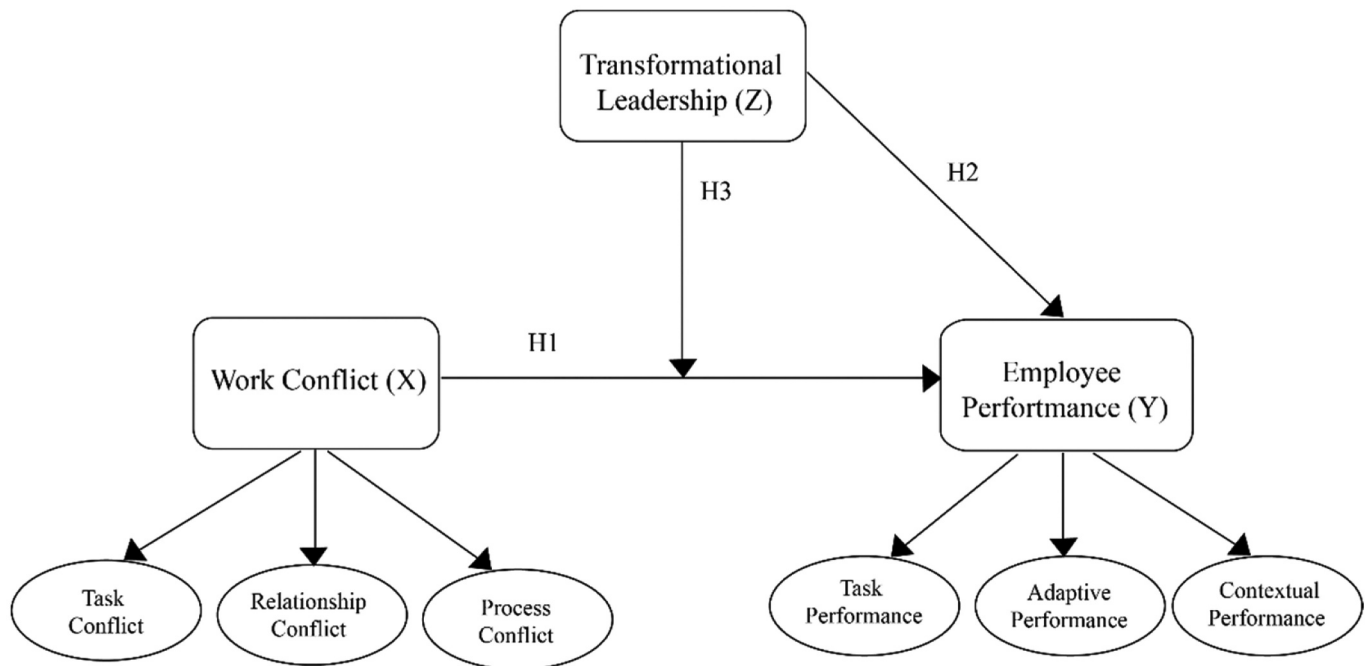 Transformational
Leadership (Z)
H2
H3
H1
Work Conflict (X)
Employee
Perfortmance (Y)
Task
Conflict
Relationship
Conflict
Process
Conflict
Task
Performance
Adaptive
Performance
Contextual
Performance